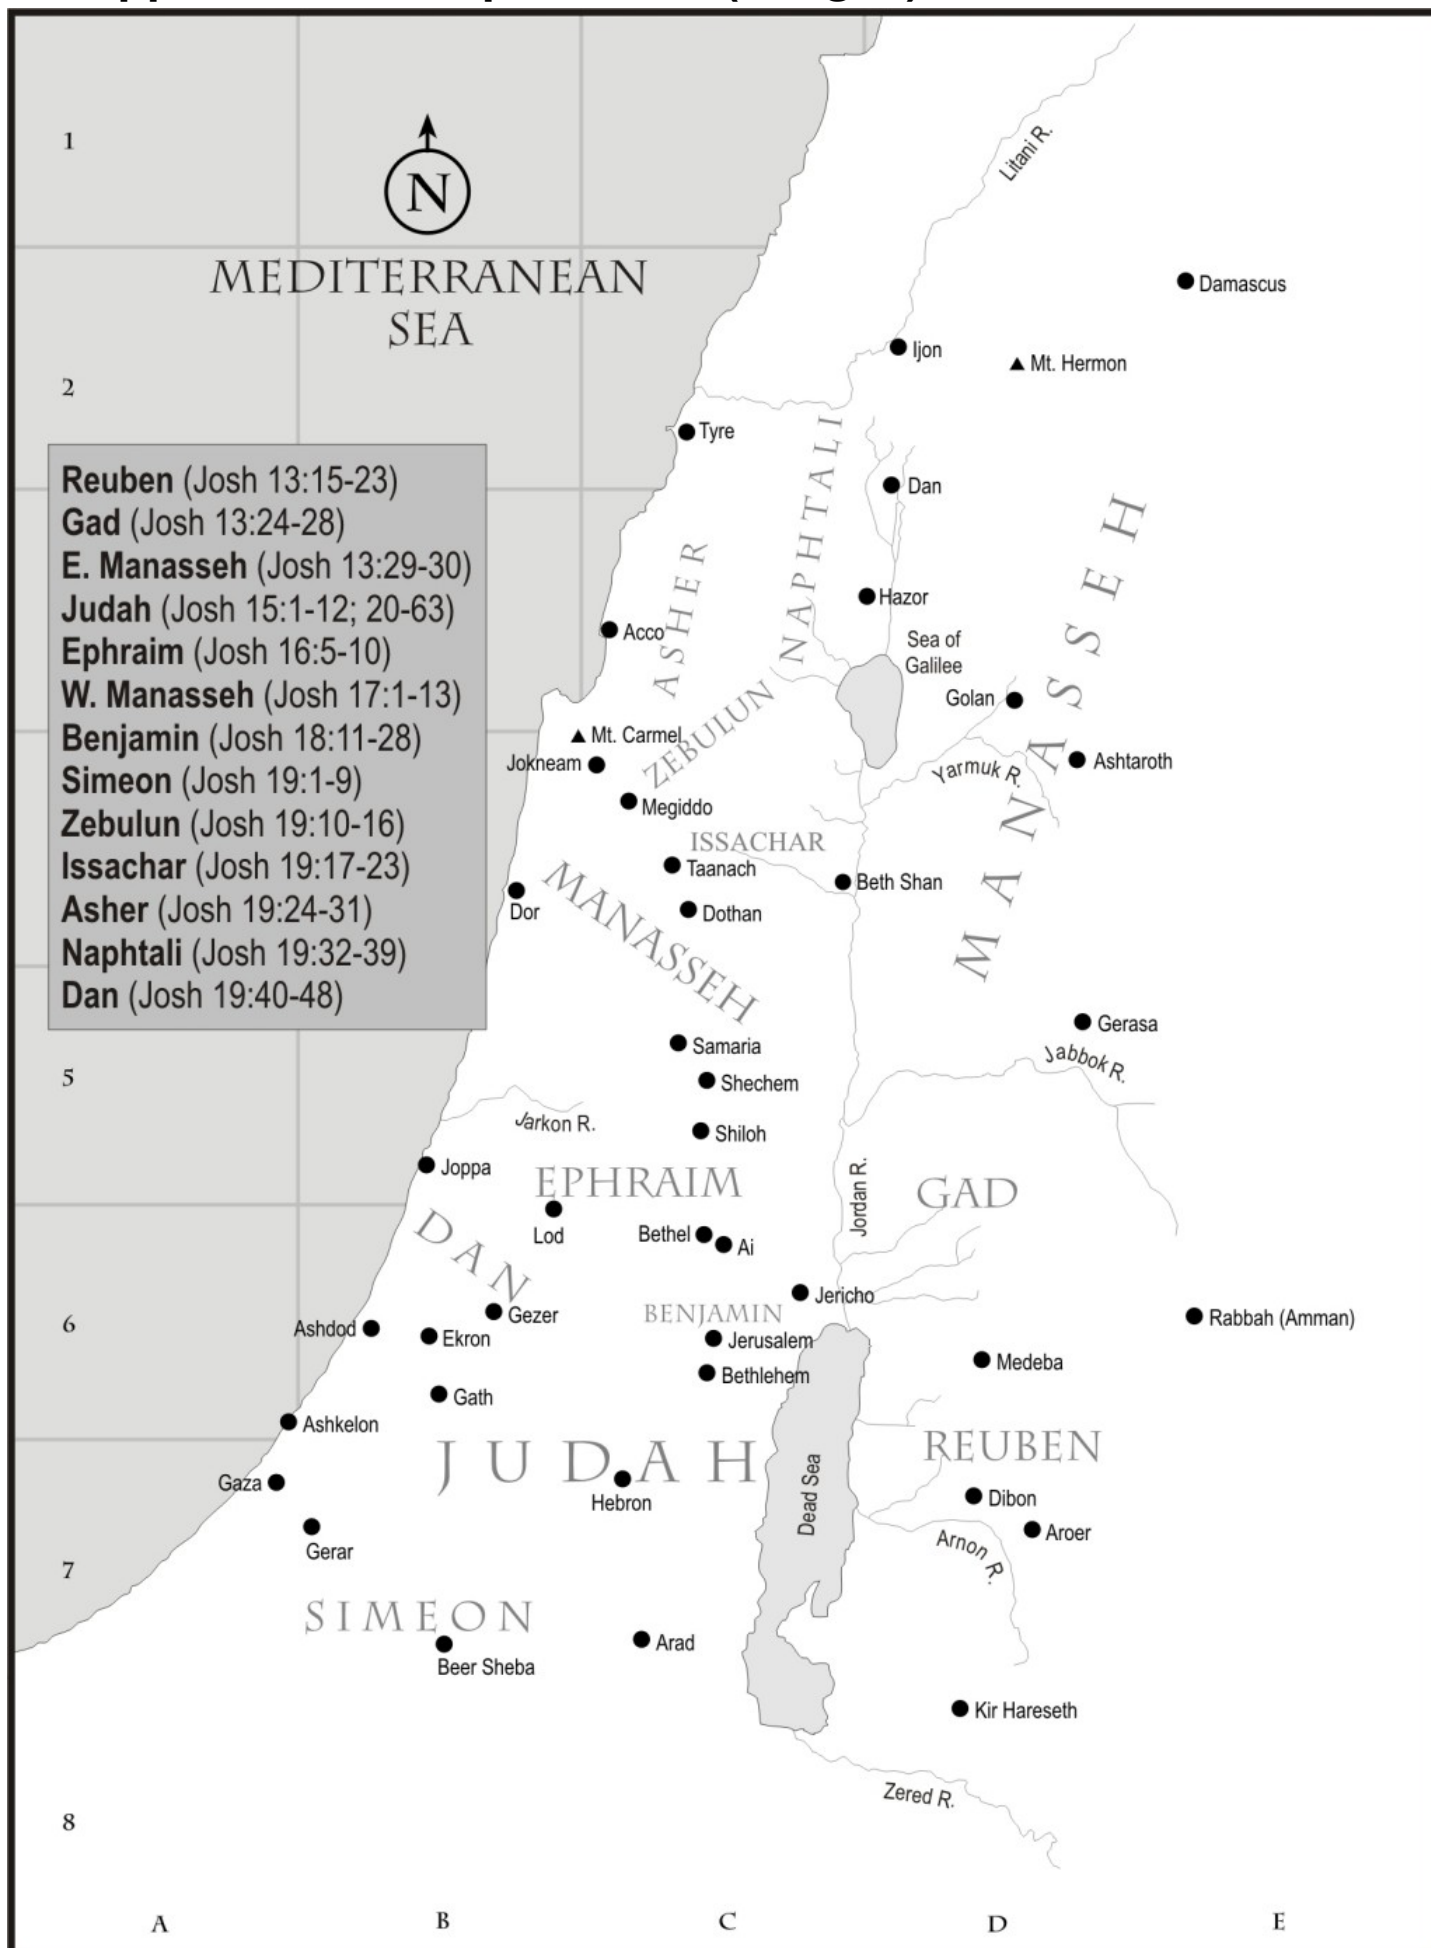 1
N
MEDITERRANEAN
SEA
Litani R.
Damascus
Ijon
Mt. Hermon
2
Tyre
NAPHTALI
Dan
Reuben (Josh 13:15-23)
Gad (Josh 13:24-28)
E. Manasseh (Josh 13:29-30)
Judah (Josh 15:1-12; 20-63)
Ephraim (Josh 16:5-10)
W. Manasseh (Josh 17:1-13)
Benjamin (Josh 18:11-28)
Simeon (Josh 19:1-9)
Zebulun (Josh 19:10-16)
Issachar (Josh 19:17-23)
Asher (Josh 19:24-31)
Naphtali (Josh 19:32-39)
Dan (Josh 19:40-48)
MANASSEH
ASHER
Hazor
Acco
Sea of
Galilee
Golan
ZEBULUN
Mt. Carmel
Jokneam
Ashtaroth
Yarmuk R.
Megiddo
ISSACHAR
Taanach
Beth Shan
Dor
MANASSEH
Dothan
Gerasa
Samaria
Jabbok R.
5
Shechem
Jarkon R.
Shiloh
Joppa
EPHRAIM
Jordan R.
GAD
Lod
DAN
Bethel
Ai
Jericho
Gezer
BENJAMIN
Rabbah (Amman)
6
Ashdod
Ekron
Jerusalem
Medeba
Bethlehem
Gath
Ashkelon
REUBEN
JUDAH
Gaza
Hebron
Dead Sea
Dibon
Aroer
Gerar
Arnon R.
7
SIMEON
Arad
Beer Sheba
Kir Hareseth
Zered R.
8
A
B
C
D
E